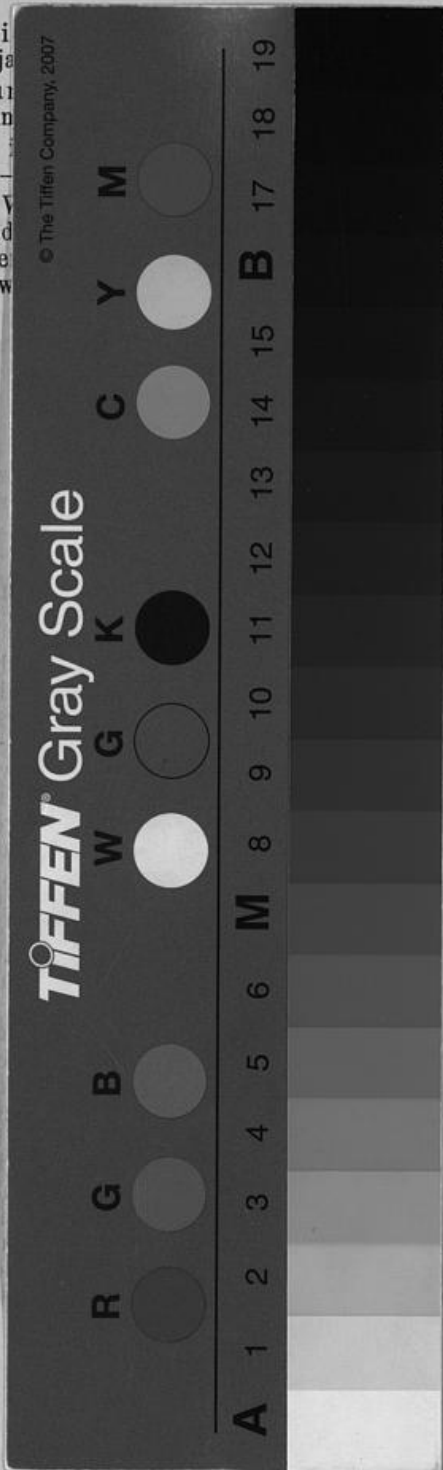 © The Tiffen Company, 2007
TIFFEN® Gray Scale
R G B W G K C Y M
A 1 2 3 4 5 6 M 8 9 10 11 12 13 14 15 B 17 18 19